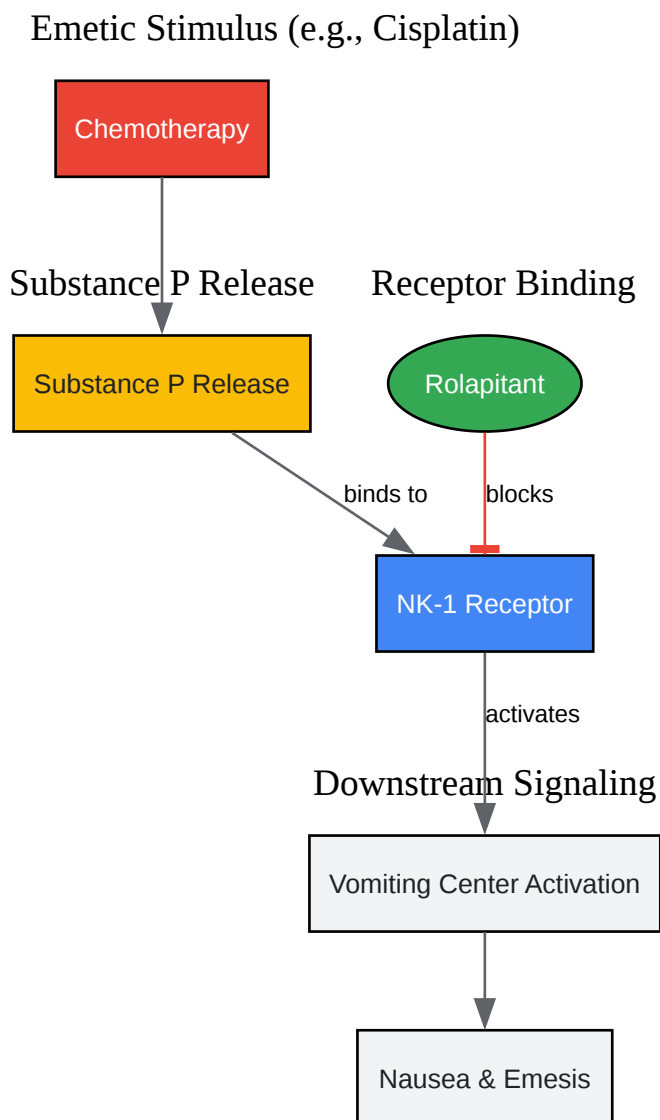 Emetic Stimulus (e.g., Cisplatin)
Chemotherapy
Substance P Release
Receptor Binding
Substance P Release
Rolapitant
binds to
blocks
NK-1 Receptor
activates
Downstream Signaling
Vomiting Center Activation
Nausea & Emesis